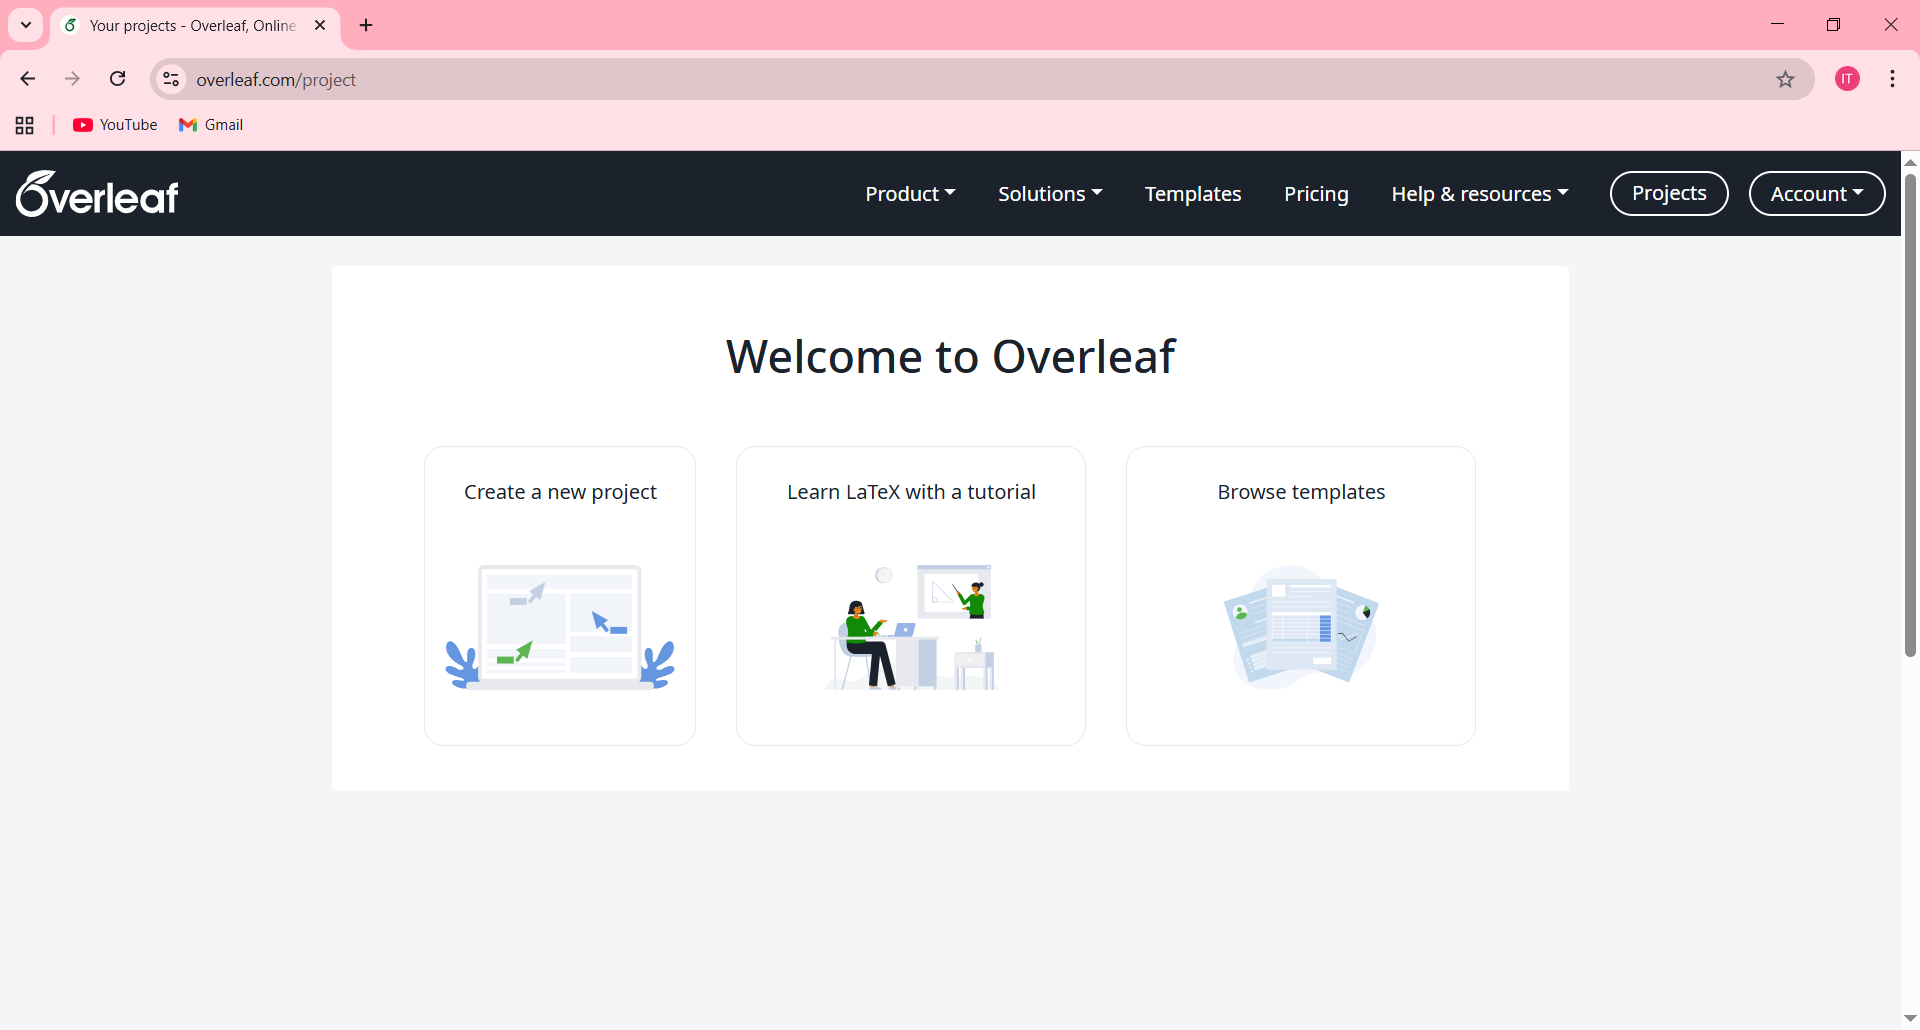 Your projects - Overleaf, Online
overleaf.com/project
IT
YouTube
Gmail
Overleaf
Product
Solutions
Templates
Pricing
Help & resources
Projects
Account
Welcome to Overleaf
Create a new project
Learn LaTeX with a tutorial
Browse templates